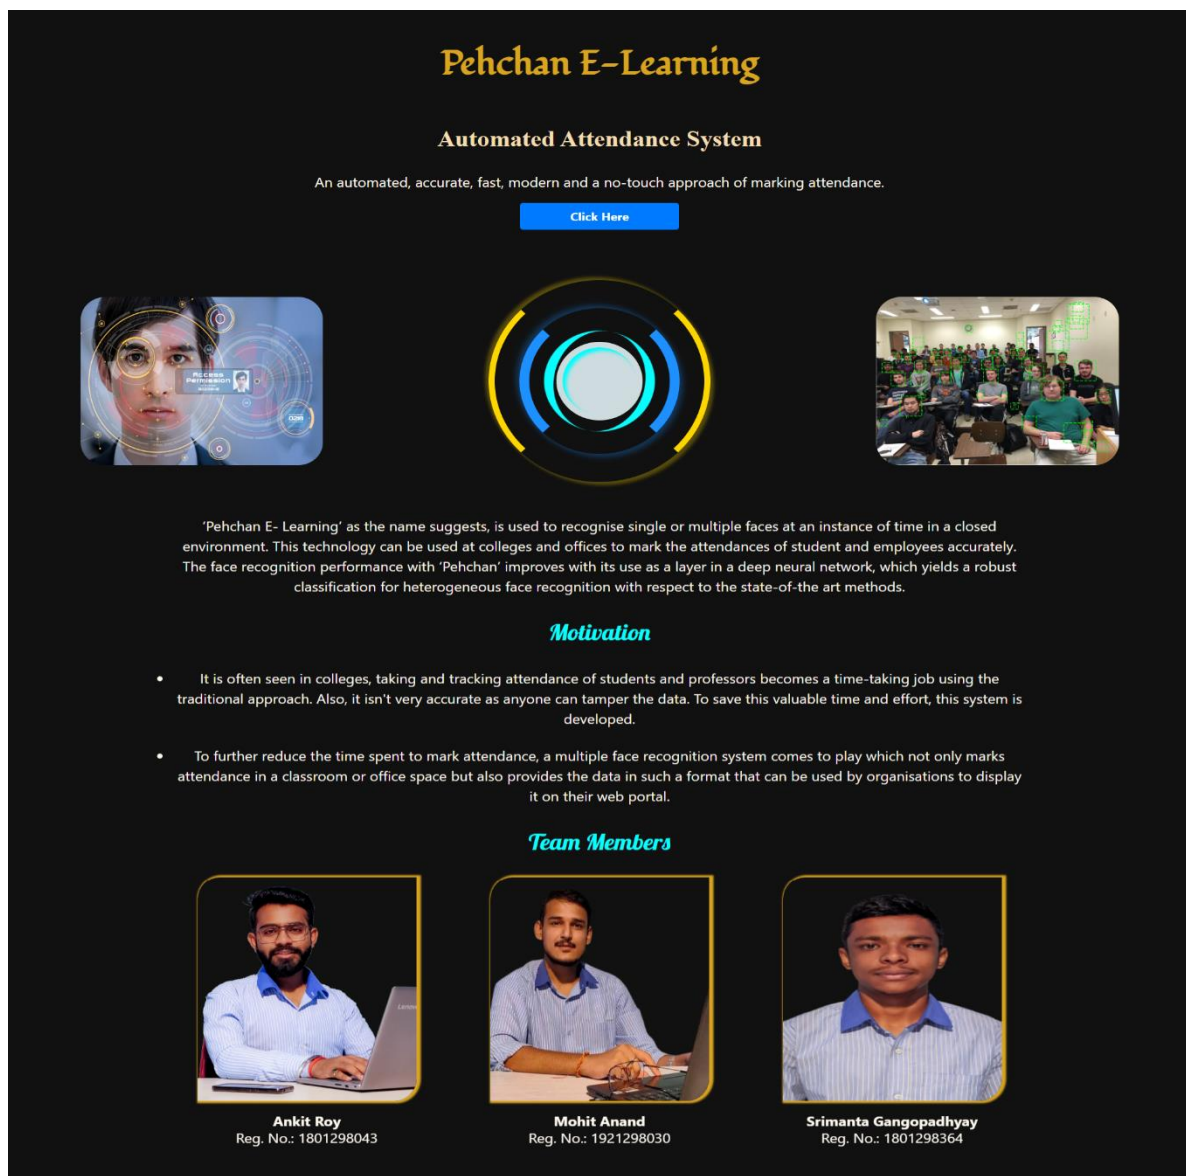 Pehchan E-Learning
Automated Attendance System
An automated, accurate, fast, modern and a no-touch approach of marking attendance.
Click Here
Access
Permission
'Pehchan E- Learning' as the name suggests, is used to recognise single or multiple faces at an instance of time in a closed
environment. This technology can be used at colleges and offices to mark the attendances of student and employees accurately.
The face recognition performance with 'Pehchan' improves with its use as a layer in a deep neural network, which yields a robust
classification for heterogeneous face recognition with respect to the state-of-the art methods.
Motivation
• It is often seen in colleges, taking and tracking attendance of students and professors becomes a time-taking job using the
traditional approach. Also, it isn't very accurate as anyone can tamper the data. To save this valuable time and effort, this system is
developed.
• To further reduce the time spent to mark attendance, a multiple face recognition system comes to play which not only marks
attendance in a classroom or office space but also provides the data in such a format that can be used by organisations to display
it on their web portal.
Team Members
Lenovo
Ankit Roy
Reg. No.: 1801298043
Mohit Anand
Reg. No.: 1921298030
Srimanta Gangopadhyay
Reg. No.: 1801298364